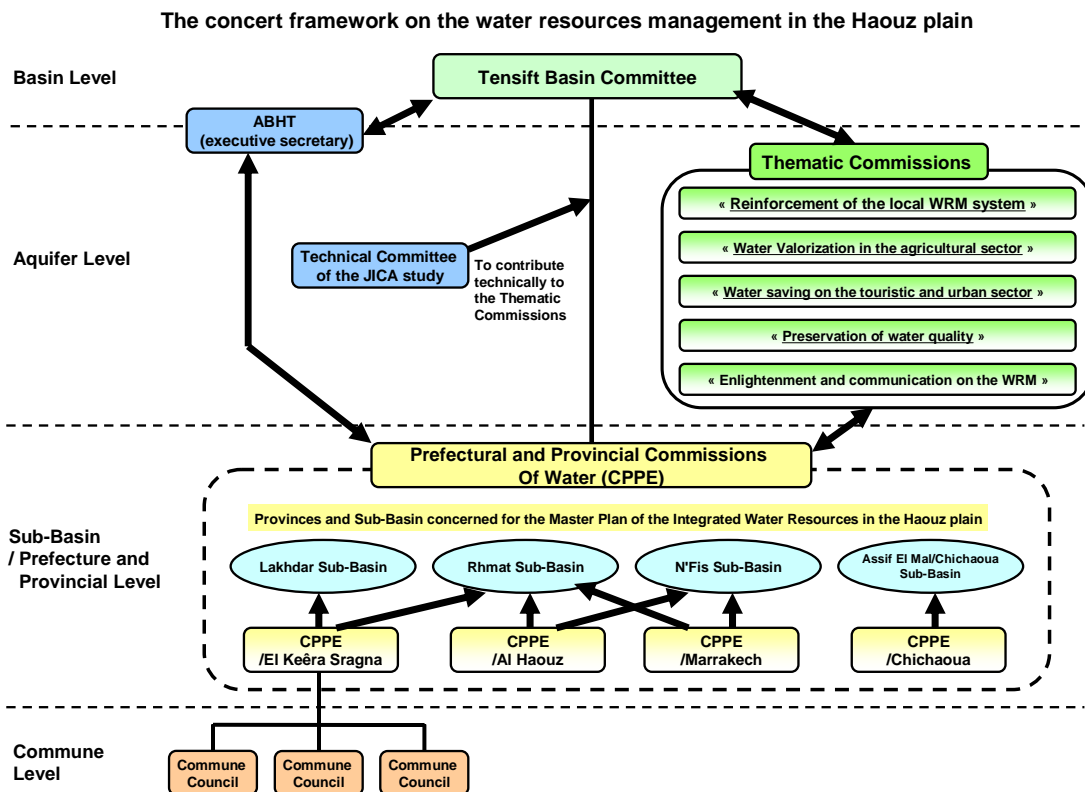 The concert framework on the water resources management in the Haouz plain
Basin Level
Tensift Basin Committee
ABHT
(executive secretary)
Thematic Commissions
« Reinforcement of the local WRM system »
« Water Valorization in the agricultural sector »
« Water saving on the touristic and urban sector »
« Preservation of water quality »
« Enlightenment and communication on the WRM »
Aquifer Level
Technical Committee
of the JICA study
To contribute
technically to
the Thematic
Commissions
Prefectural and Provincial Commissions
Of Water (CPPE)
Sub-Basin
/ Prefecture and
Provincial Level
Provinces and Sub-Basin concerned for the Master Plan of the Integrated Water Resources in the Haouz plain
Lakhdar Sub-Basin
Rhmat Sub-Basin
N'Fis Sub-Basin
Assif El Mal/Chichaoua
Sub-Basin
CPPE
/El Keêra Sragna
CPPE
/Al Haouz
CPPE
/Marrakech
CPPE
/Chichaoua
Commune
Level
Commune
Council
Commune
Council
Commune
Council